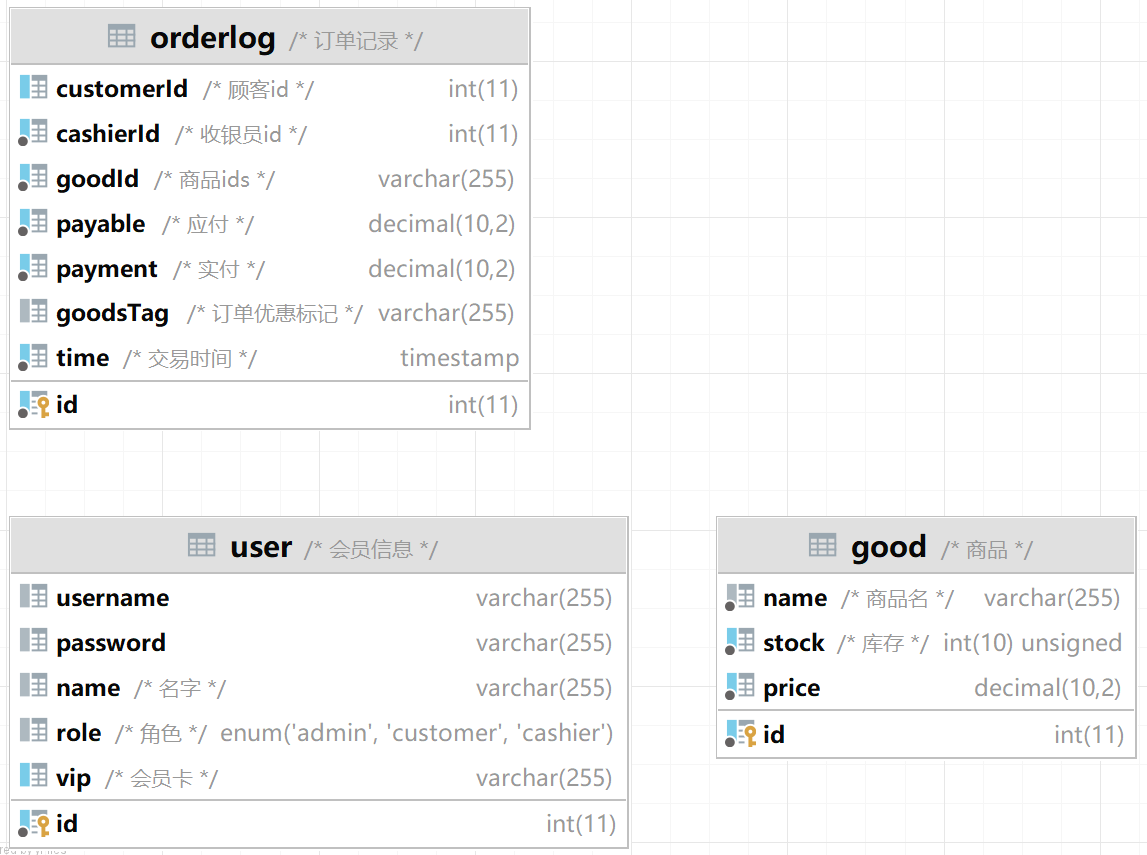 orderlog /* 订单记录 */
customerId /* 顾客id */ int(11)
cashierId /* 收银员id */ int(11)
goodId /* 商品ids */ varchar(255)
payable /* 应付 */ decimal(10,2)
payment /* 实付 */ decimal(10,2)
goodsTag /* 订单优惠标记 */ varchar(255)
time /* 交易时间 */ timestamp
id int(11)
user /* 会员信息 */
username varchar(255)
password varchar(255)
name /* 名字 */ varchar(255)
role /* 角色 */ enum('admin', 'customer', 'cashier')
vip /* 会员卡 */ varchar(255)
id int(11)
good /* 商品 */
name /* 商品名 */ varchar(255)
stock /* 库存 */ int(10) unsigned
price decimal(10,2)
id int(11)